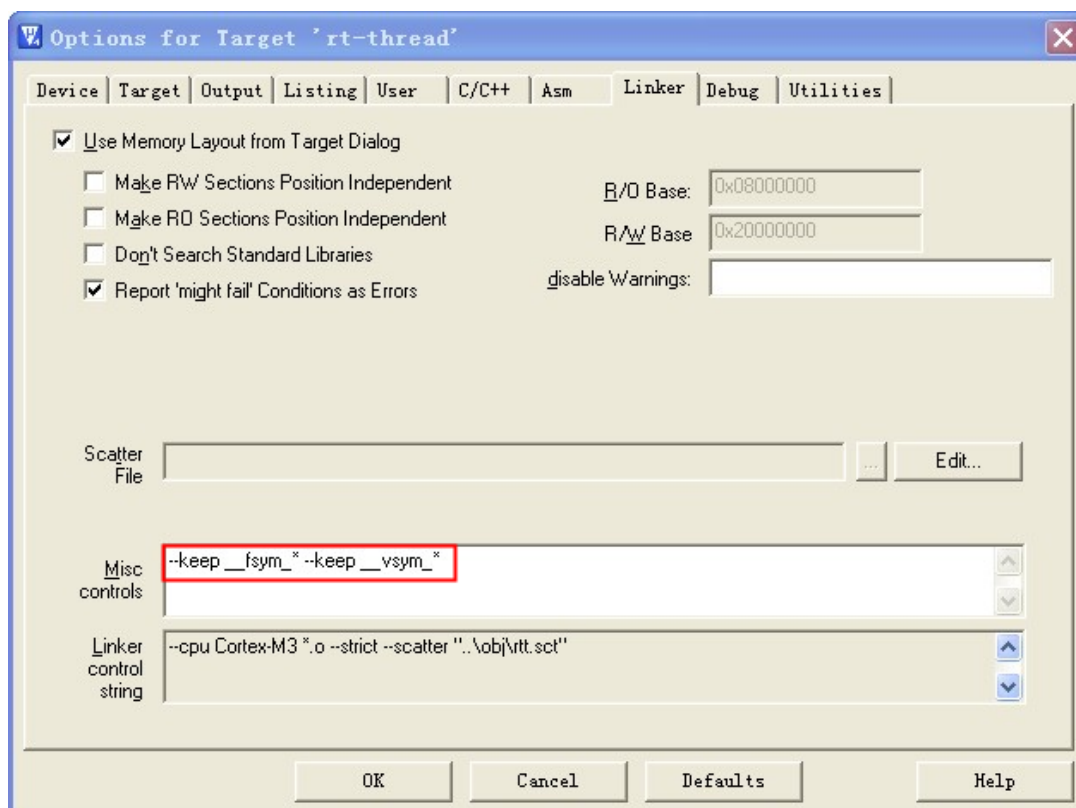 Options for Target 'rt-thread'
Device Target Output Listing User C/C++ Asm Linker Debug Utilities
Use Memory Layout from Target Dialog
Make RW Sections Position Independent
Make RO Sections Position Independent
Don't Search Standard Libraries
Report 'might fail' Conditions as Errors
R/O Base: 0x08000000
R/W Base 0x20000000
disable Warnings:
Scatter
File
...
Edit...
Misc
controls
--keep __fsym_* --keep __vsym_*
Linker
control
string
--cpu Cortex-M3 *.o --strict --scatter "..\obj\rtt.sct"
OK Cancel Defaults Help